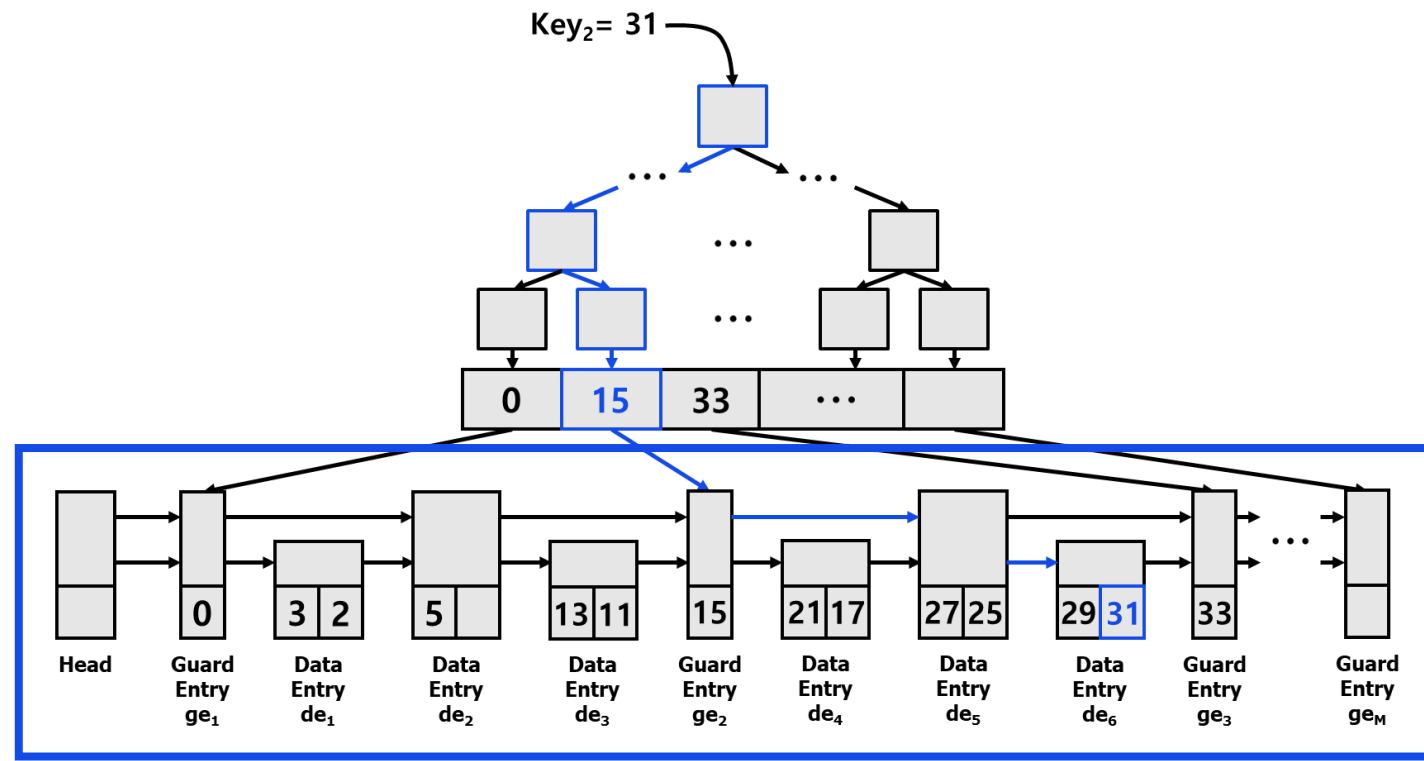 Key₂= 31
... ...
...
...
0 15 33 ...
...
0 3 2 5 13 11 15 21 17 27 25 29 31 33
Head Guard Data Data Data Guard Data Data Data Guard Guard
Entry Entry Entry Entry Entry Entry Entry Entry Entry Entry
ge₁ de₁ de₂ de₃ ge₂ de₄ de₅ de₆ ge₃ geM